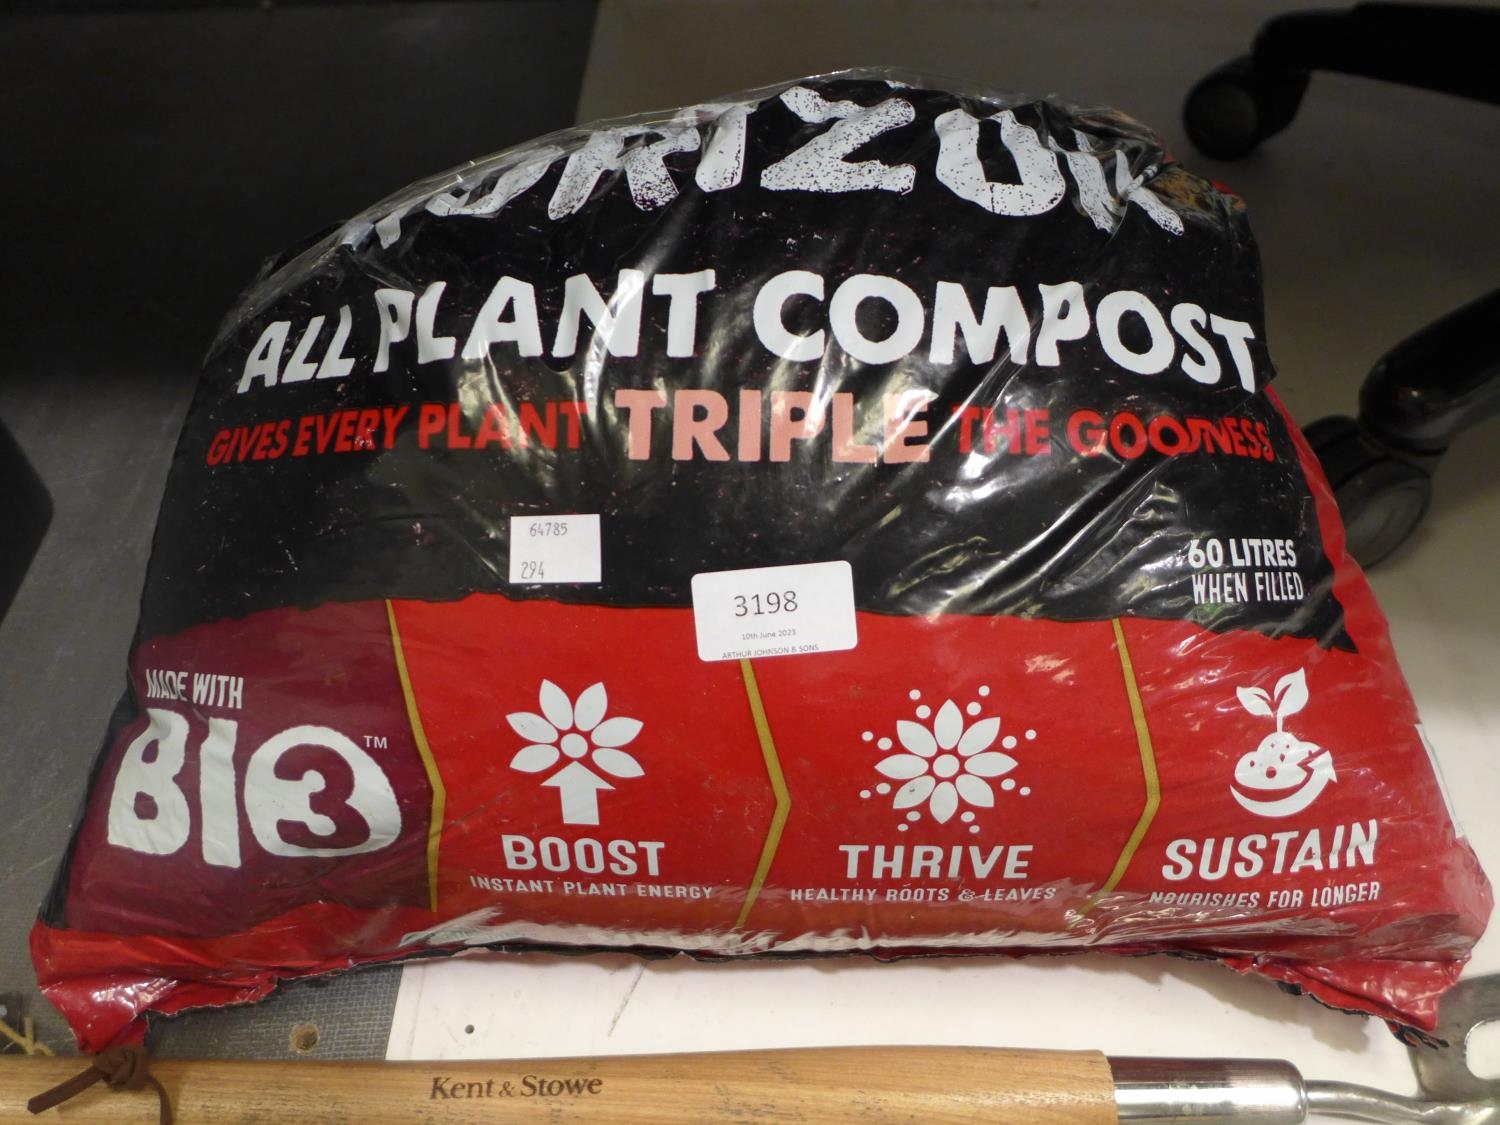 ALL PLANT COMPOST
GIVES EVERY PLANT TRIPLE THE GOODNESS
64785
294
60 LITRES
WHEN FILLED
3198
10th June 2023
ARTHUR JOHNSON & SONS
MADE WITH
BIO3™
BOOST
INSTANT PLANT ENERGY
THRIVE
HEALTHY ROOTS & LEAVES
SUSTAIN
NOURISHES FOR LONGER
Kent & Stowe